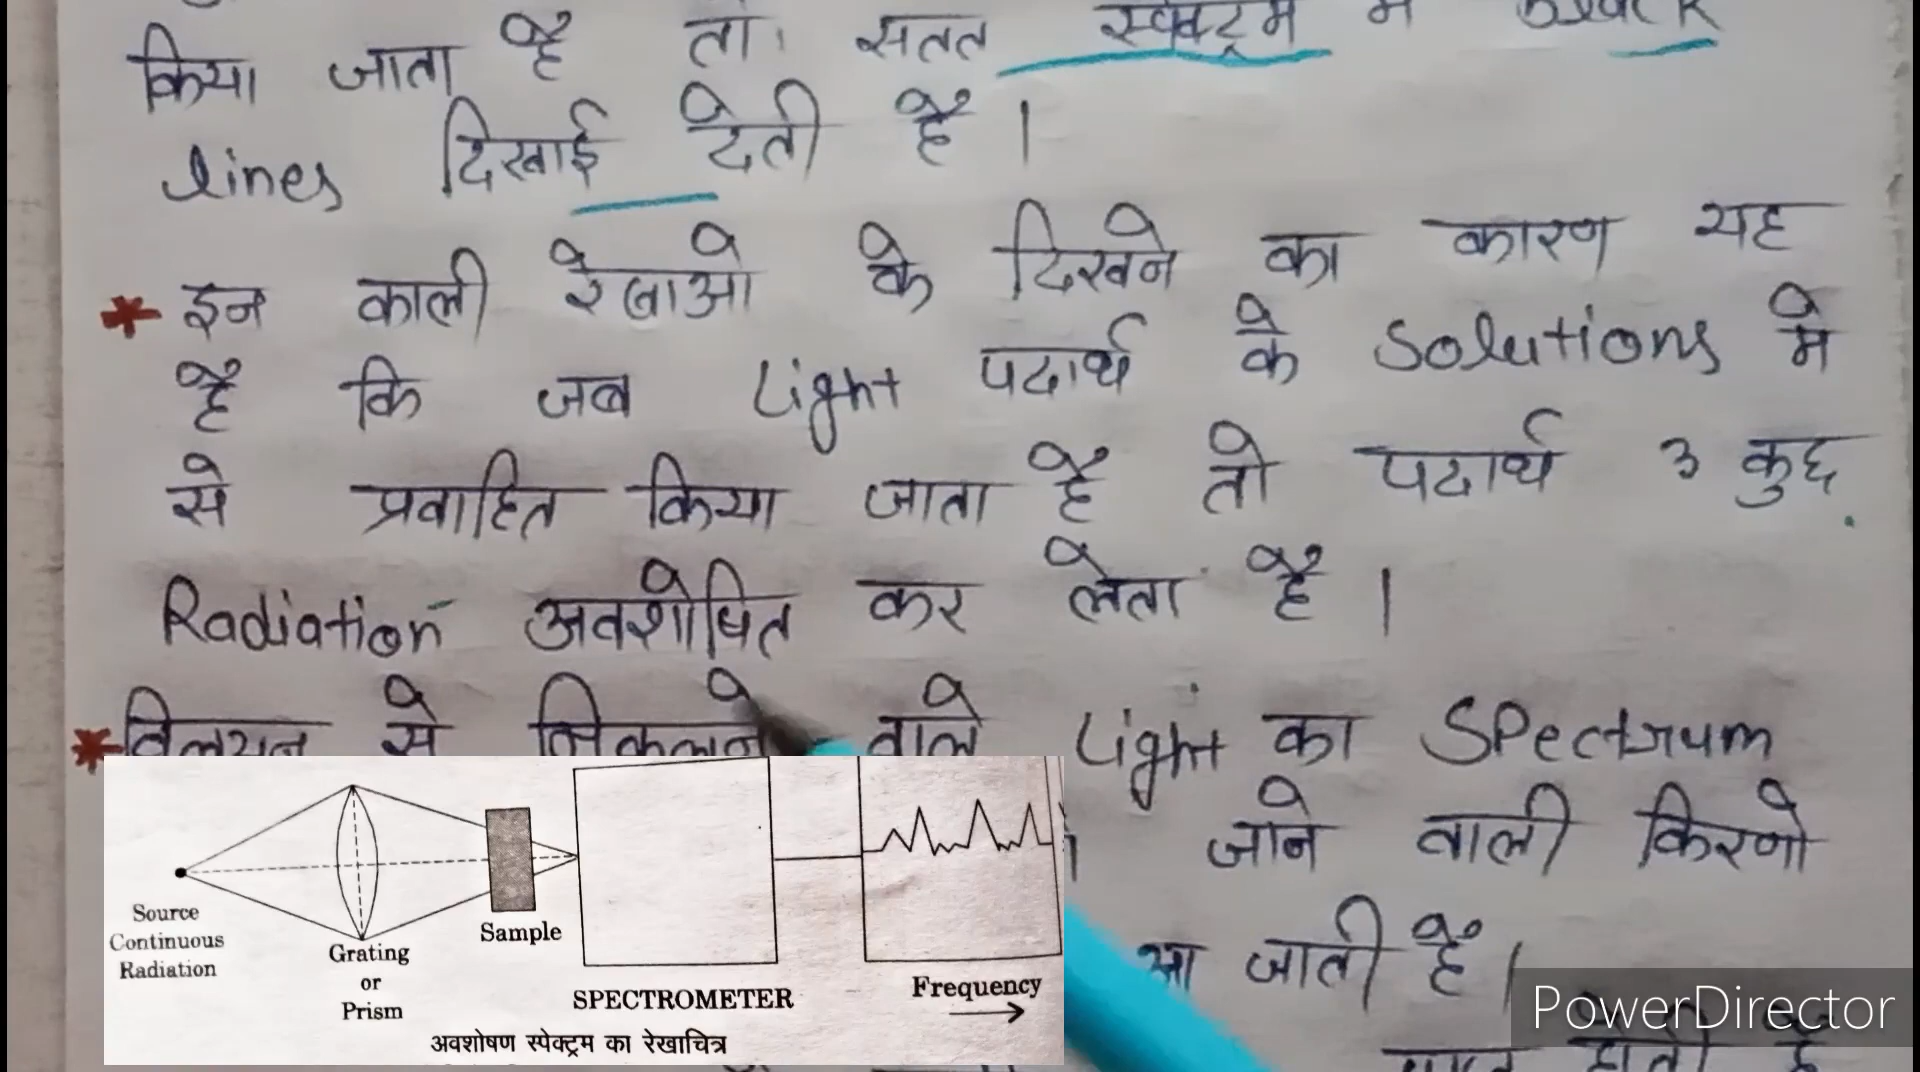 किया जाता है तो सतत स्पेक्ट्रम में Black
lines दिखाई देती है ।
* इन काली रेखाओ के दिखने का कारण यह
है कि जब Light पदार्थ के Solutions मे
से प्रवाहित किया जाता है तो पदार्थ 3 कुछ
Radiation अवशोषित कर लेता है ।
* विलयन से निकलने वाले Light का Spectrum
जाने वाली किरणो
आ जाती है ।
होती है
Source
Continuous
Radiation
Grating
or
Prism
Sample
SPECTROMETER
Frequency
अवशोषण स्पेक्ट्रम का रेखाचित्र
PowerDirector